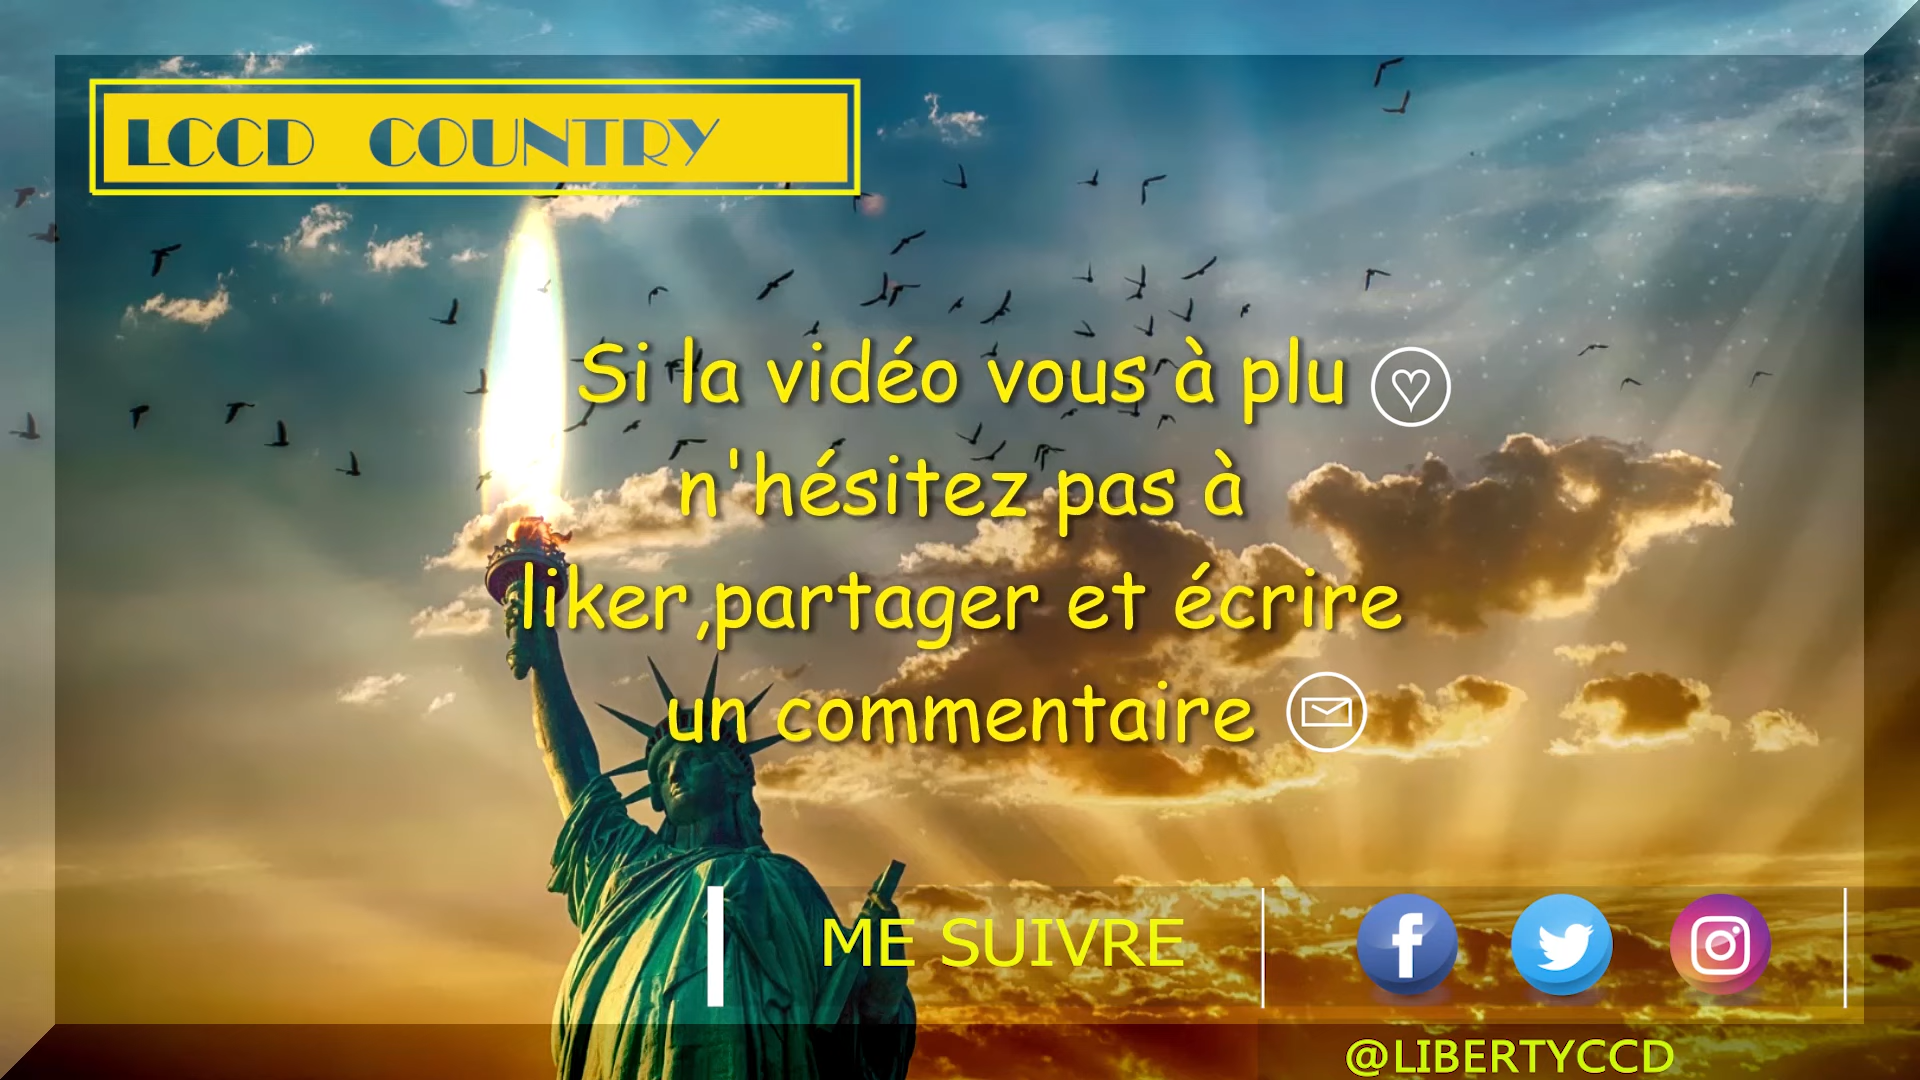 LCCD COUNTRY
Si la vidéo vous à plu
n'hésitez pas à
liker,partager et écrire
un commentaire
ME SUIVRE
@LIBERTYCCD